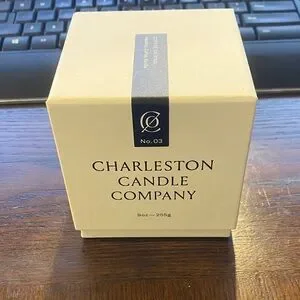 No. 03
CHARLESTON
CANDLE
COMPANY
9oz — 255g